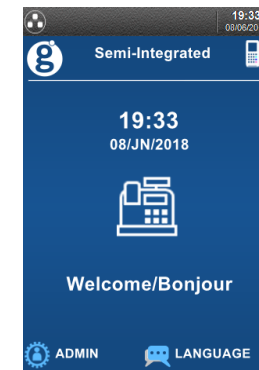 19:33
08/06/20
g
Semi-Integrated
19:33
08/JN/2018
Welcome/Bonjour
ADMIN
LANGUAGE